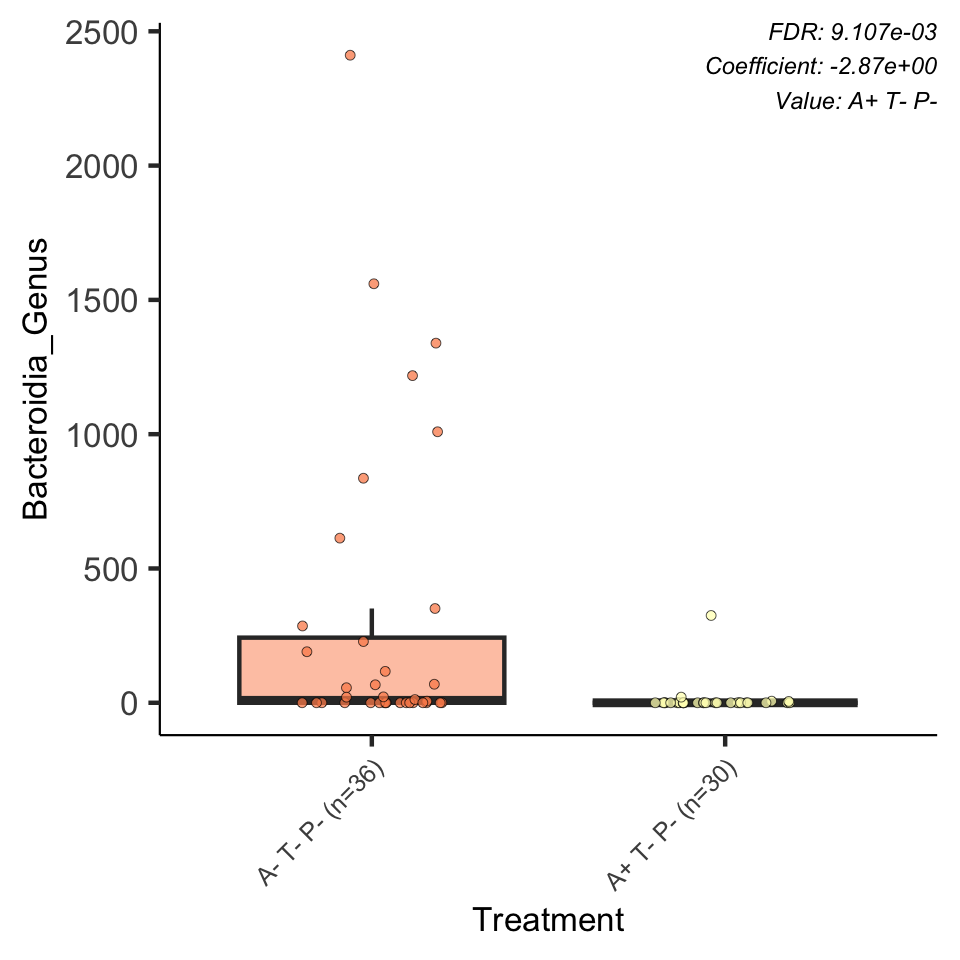 FDR: 9.107e-03
Coefficient: -2.87e+00
Value: A+ T- P-
2500
2000
1500
1000
500
0
Bacteroidia_Genus
A- T- P- (n=36)
A+ T- P- (n=30)
Treatment